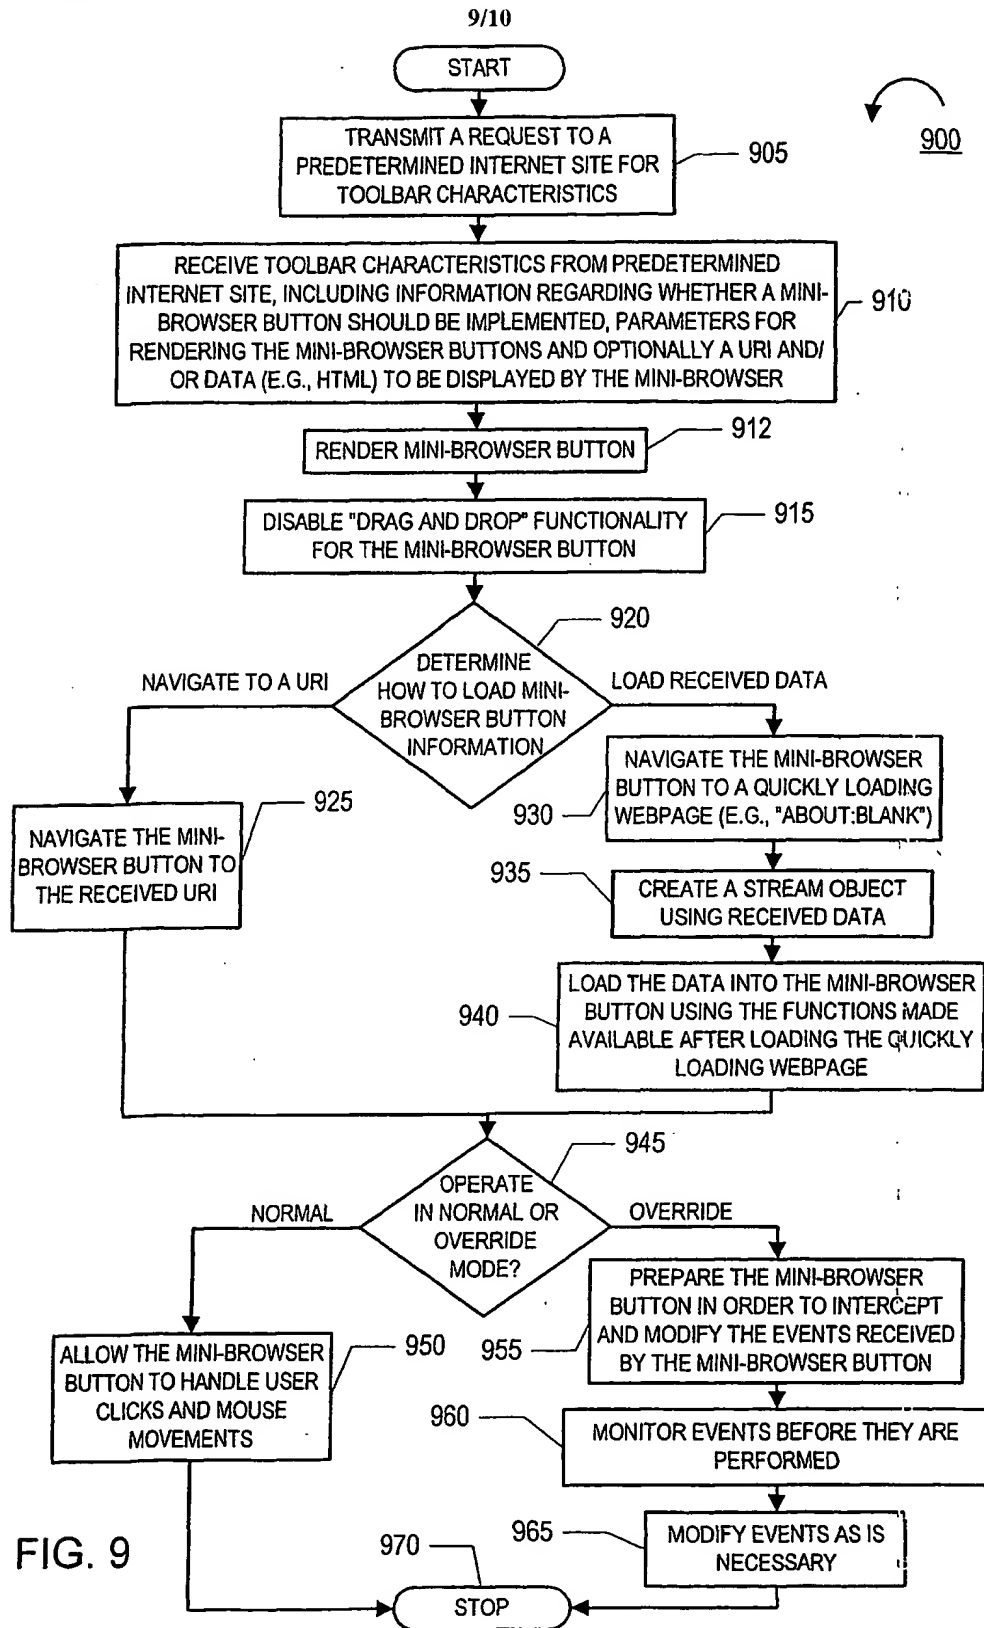 9/10
START
900
TRANSMIT A REQUEST TO A
PREDETERMINED INTERNET SITE FOR
TOOLBAR CHARACTERISTICS
905
RECEIVE TOOLBAR CHARACTERISTICS FROM PREDETERMINED
INTERNET SITE, INCLUDING INFORMATION REGARDING WHETHER A MINI-
BROWSER BUTTON SHOULD BE IMPLEMENTED, PARAMETERS FOR
RENDERING THE MINI-BROWSER BUTTONS AND OPTIONALLY A URI AND/
OR DATA (E.G., HTML) TO BE DISPLAYED BY THE MINI-BROWSER
910
RENDER MINI-BROWSER BUTTON
912
DISABLE "DRAG AND DROP" FUNCTIONALITY
FOR THE MINI-BROWSER BUTTON
915
920
DETERMINE
HOW TO LOAD MINI-
BROWSER BUTTON
INFORMATION
NAVIGATE TO A URI
LOAD RECEIVED DATA
NAVIGATE THE MINI-
BROWSER BUTTON TO
THE RECEIVED URI
925
NAVIGATE THE MINI-BROWSER
BUTTON TO A QUICKLY LOADING
WEBPAGE (E.G., "ABOUT:BLANK")
930
935
CREATE A STREAM OBJECT
USING RECEIVED DATA
940
LOAD THE DATA INTO THE MINI-BROWSER
BUTTON USING THE FUNCTIONS MADE
AVAILABLE AFTER LOADING THE QUICKLY
LOADING WEBPAGE
945
OPERATE
IN NORMAL OR
OVERRIDE
MODE?
NORMAL
OVERRIDE
ALLOW THE MINI-BROWSER
BUTTON TO HANDLE USER
CLICKS AND MOUSE
MOVEMENTS
950
955
PREPARE THE MINI-BROWSER
BUTTON IN ORDER TO INTERCEPT
AND MODIFY THE EVENTS RECEIVED
BY THE MINI-BROWSER BUTTON
960
MONITOR EVENTS BEFORE THEY ARE
PERFORMED
965
MODIFY EVENTS AS IS
NECESSARY
970
STOP
FIG. 9